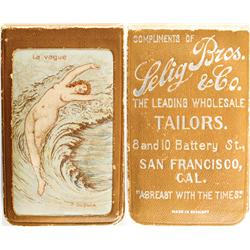 La vague
COMPLIMENTS OF
Selig Bros.
& Co.
THE LEADING WHOLESALE
TAILORS.
8 and 10 Battery St.,
SAN FRANCISCO,
CAL.
"ABREAST WITH THE TIMES."
MADE IN GERMANY